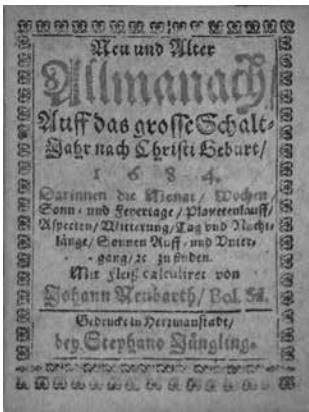 Neu und Alter
Allmanach/
Auff das grosse Schalt-
Jahr nach Christi Geburt/
1684.
Darinnen die Monat/ Wochen/
Sonn- und Feyertage/ Planetenlauff/
Aspecten/ Witterung/ Tag und Nacht-
länge/ Sonnen Auff- und Unter-
gang/ ꝛc zu finden.
Mit Fleiß calculiret von
Johann Neubarth/ Bol. Sil.
Gedruckt in Herrmanstadt/
bey Stephano Jüngling.